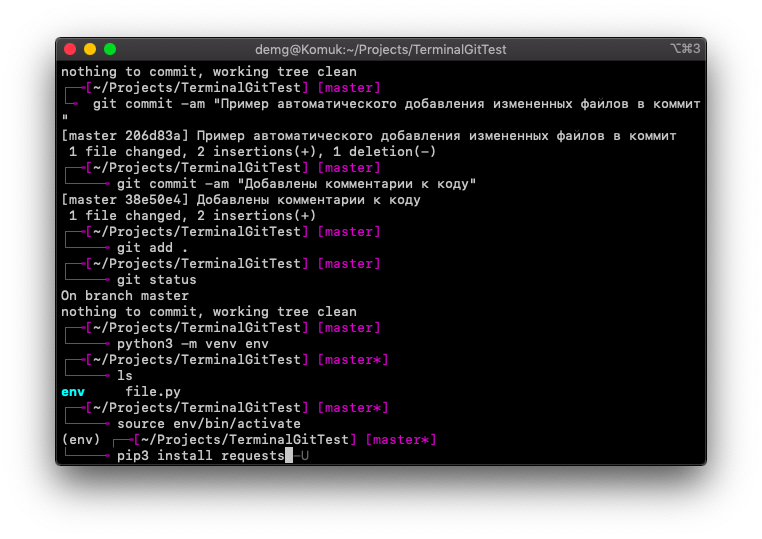 demg@Komuk:~/Projects/TerminalGitTest
⌥⌘3
nothing to commit, working tree clean
[~/Projects/TerminalGitTest] [master]
git commit -am "Пример автоматического добавления измененных файлов в коммит
"
[master 206d83a] Пример автоматического добавления измененных файлов в коммит
1 file changed, 2 insertions(+), 1 deletion(-)
[~/Projects/TerminalGitTest] [master]
git commit -am "Добавлены комментарии к коду"
[master 38e50e4] Добавлены комментарии к коду
1 file changed, 2 insertions(+)
[~/Projects/TerminalGitTest] [master]
git add .
[~/Projects/TerminalGitTest] [master]
git status
On branch master
nothing to commit, working tree clean
[~/Projects/TerminalGitTest] [master]
python3 -m venv env
[~/Projects/TerminalGitTest] [master*]
ls
env file.py
[~/Projects/TerminalGitTest] [master*]
source env/bin/activate
(env) [~/Projects/TerminalGitTest] [master*]
pip3 install requests -U